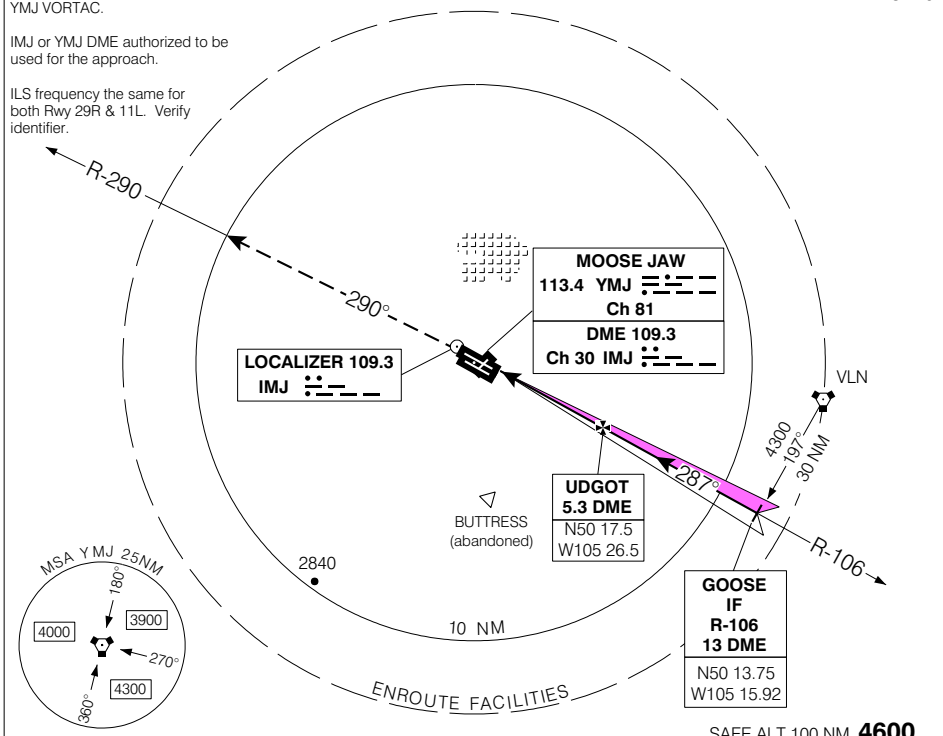 YMJ VORTAC.
IMJ or YMJ DME authorized to be
used for the approach.
ILS frequency the same for
both Rwy 29R & 11L. Verify
identifier.
R-290
290°
MOOSE JAW
113.4 YMJ
Ch 81
DME 109.3
Ch 30 IMJ
LOCALIZER 109.3
IMJ
VLN
4300
197°
30 NM
287°
UDGOT
5.3 DME
N50 17.5
W105 26.5
BUTTRESS
(abandoned)
R-106
2840
GOOSE
IF
R-106
13 DME
N50 13.75
W105 15.92
10 NM
ENROUTE FACILITIES
MSA YMJ 25NM
180°
3900
4000
270°
4300
360°
SAFE ALT 100 NM 4600